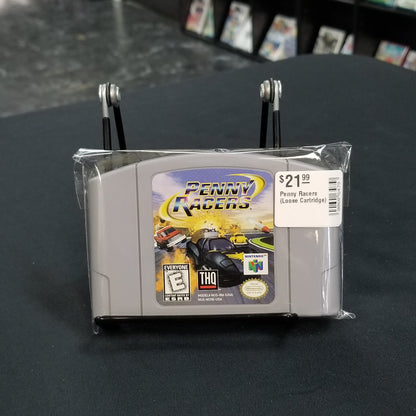 $21.99
Penny Racers
(Loose Cartridge)
PENNY
RACERS
NINTENDO 64
EVERYONE
E
ESRB
THQ